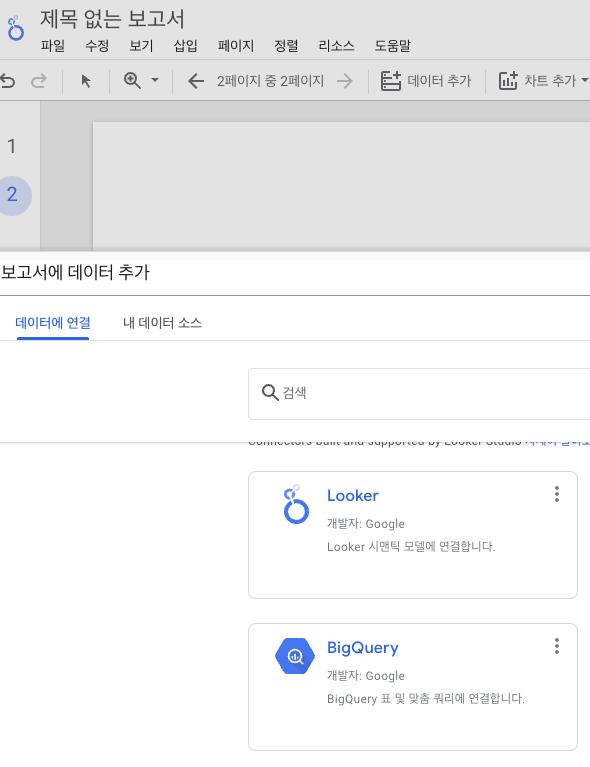 제목 없는 보고서
파일 수정 보기 삽입 페이지 정렬 리소스 도움말
2페이지 중 2페이지 데이터 추가 차트 추가
1
2
보고서에 데이터 추가
데이터에 연결 내 데이터 소스
검색
Connectors built and supported by Looker Studio
Looker
개발자: Google
Looker 시맨틱 모델에 연결합니다.
BigQuery
개발자: Google
BigQuery 표 및 맞춤 쿼리에 연결합니다.